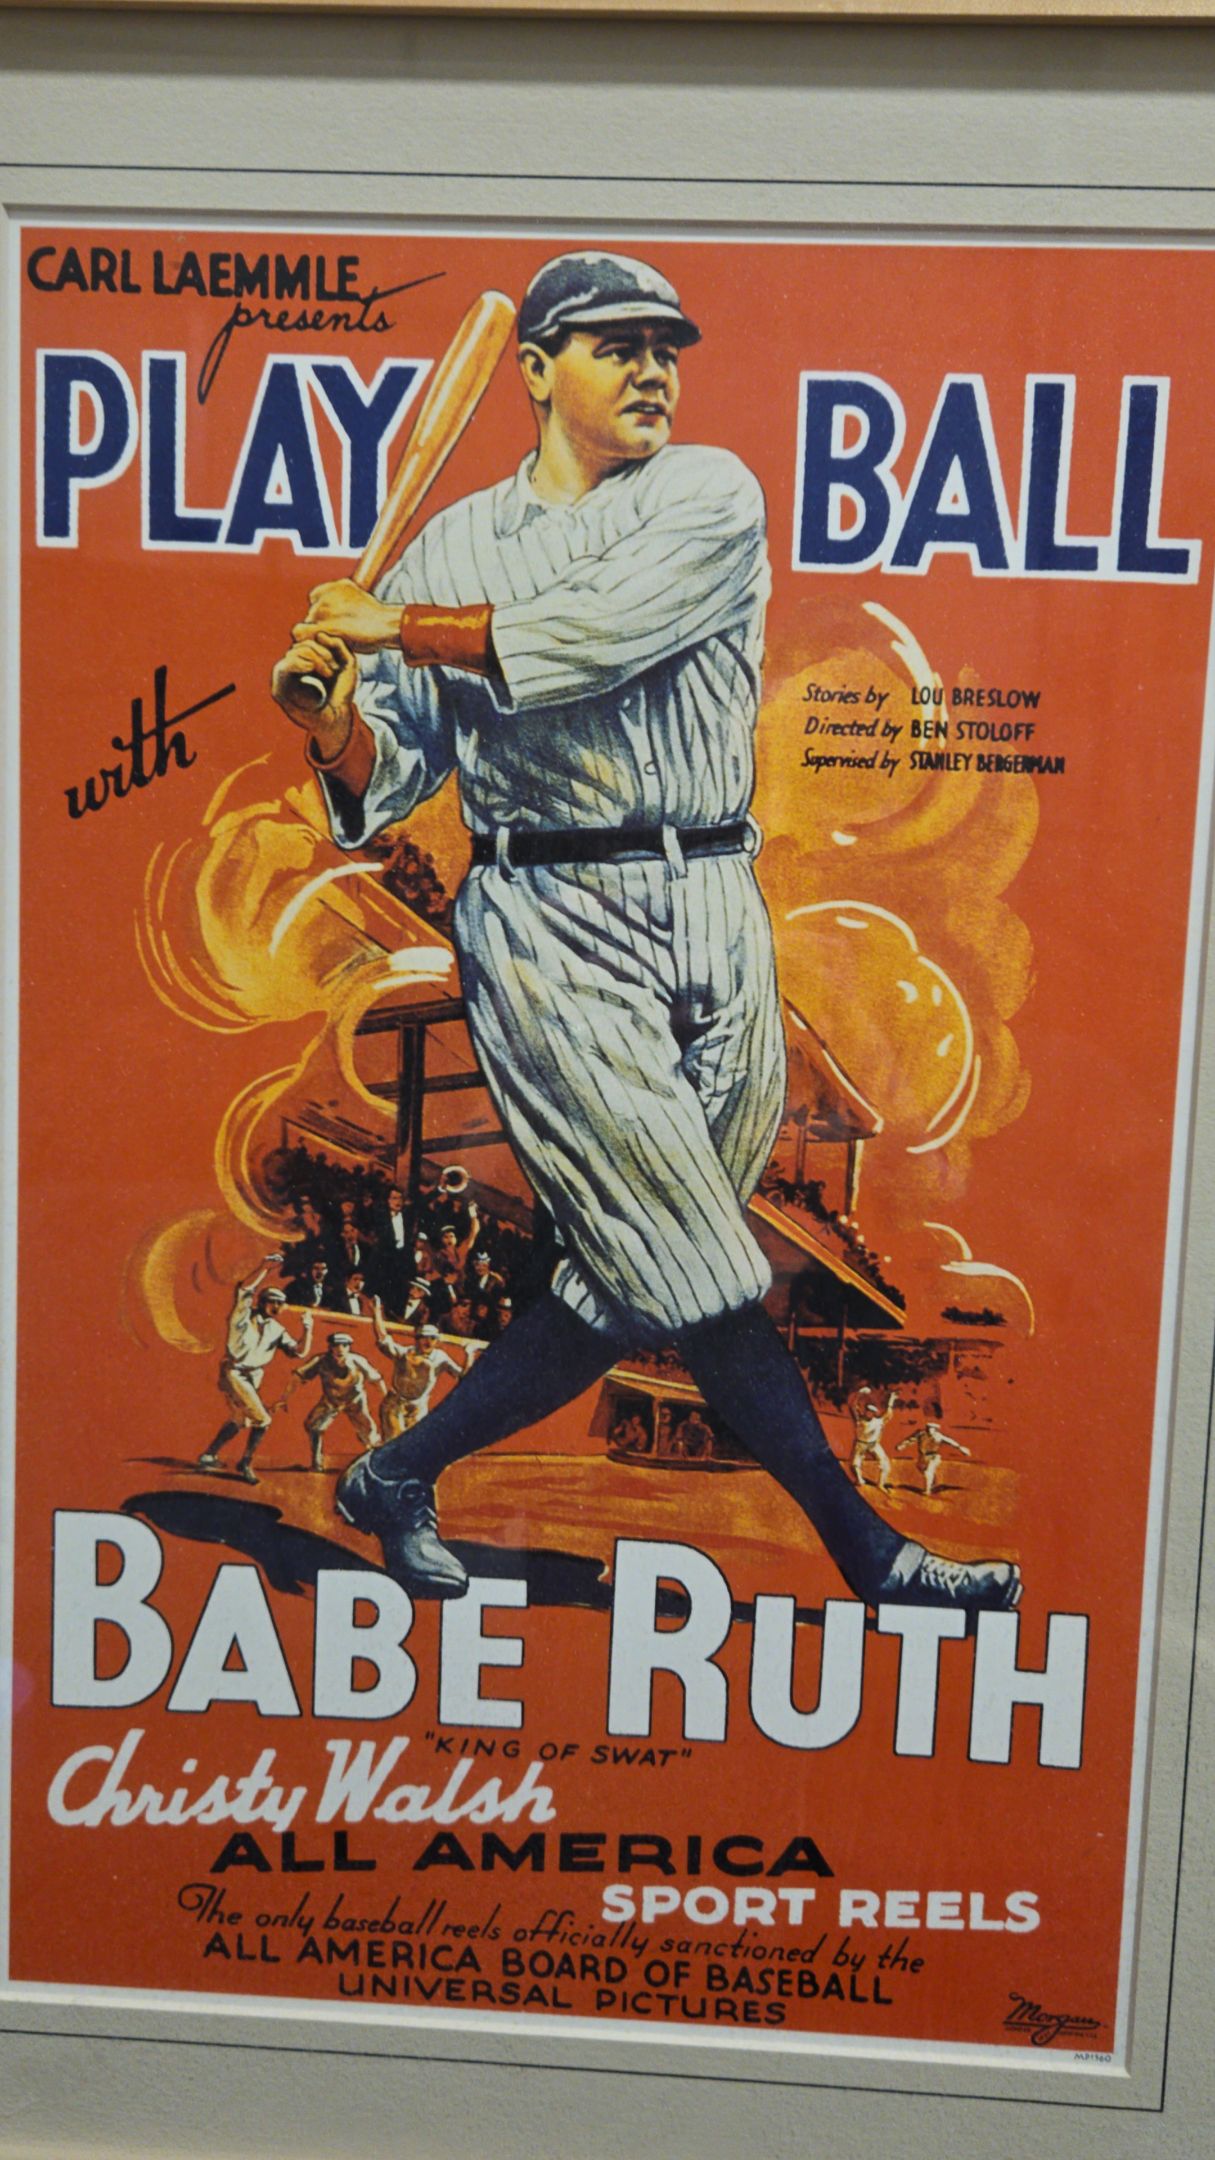 CARL LAEMMLE
presents
PLAY BALL
with
Stories by LOU BRESLOW
Directed by BEN STOLOFF
Supervised by STANLEY BERGERMAN
BABE RUTH
"KING OF SWAT"
Christy Walsh
ALL AMERICA
SPORT REELS
The only baseball reels officially sanctioned by the
ALL AMERICA BOARD OF BASEBALL
UNIVERSAL PICTURES
Morgan
MP1360